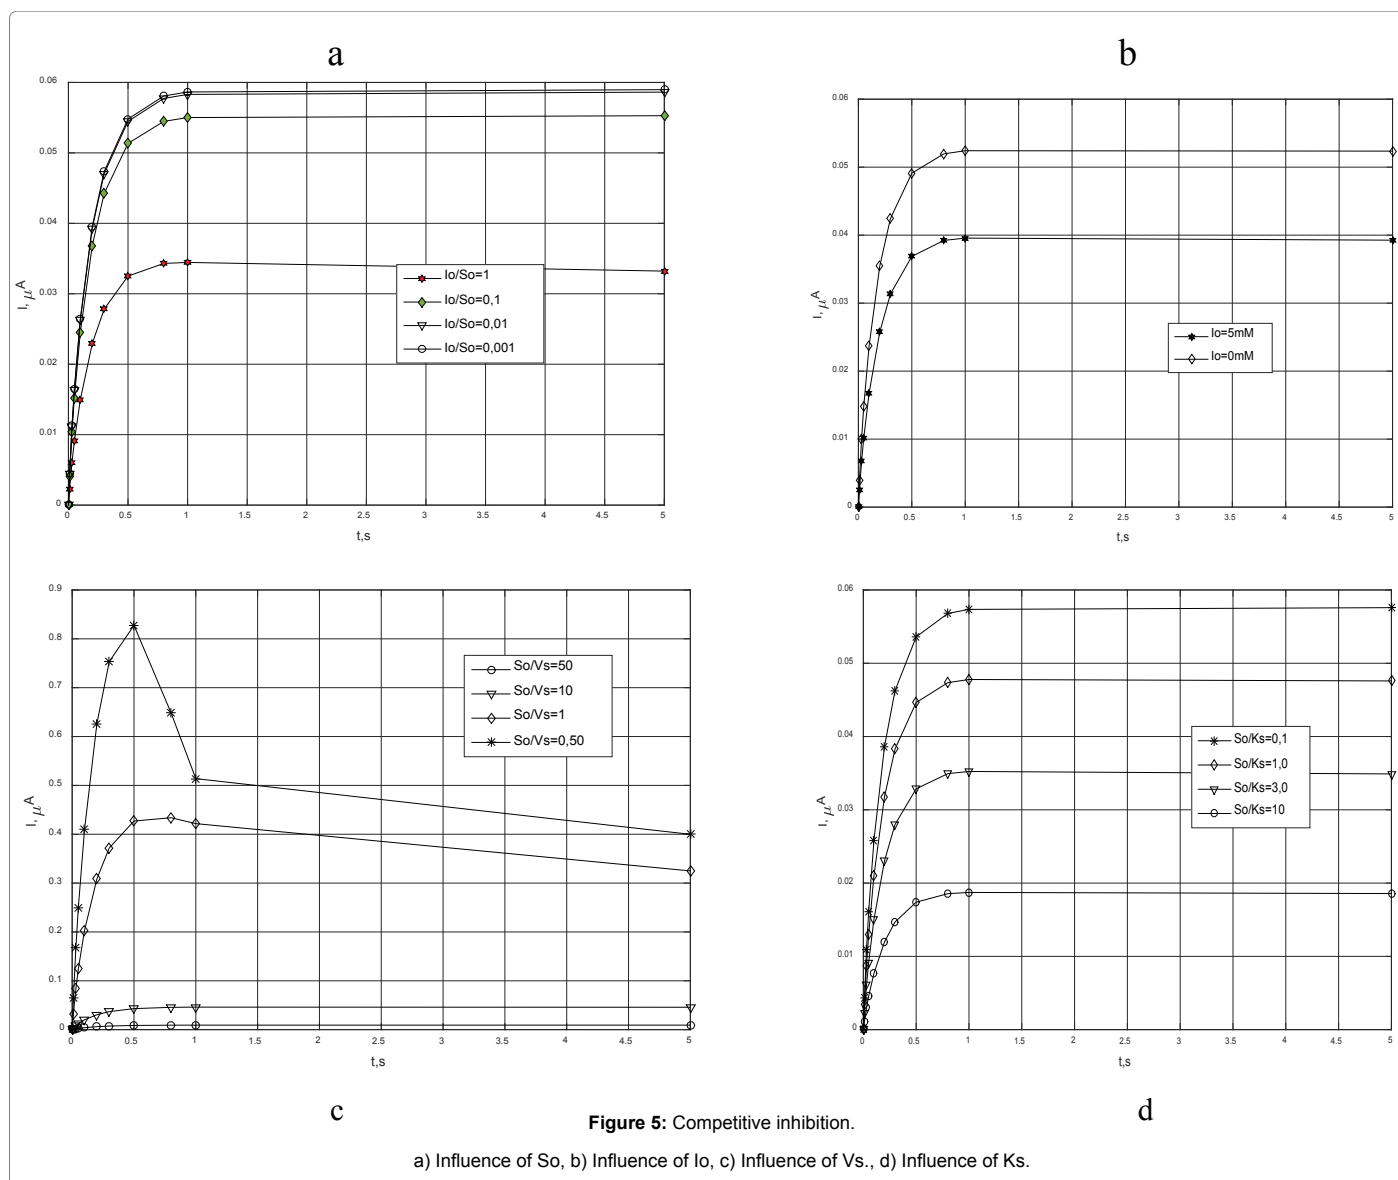 a
0.06
0.05
0.04
0.03
0.02
0.01
0
I, μA
Io/So=1
Io/So=0,1
Io/So=0,01
Io/So=0,001
0 0.5 1 1.5 2 2.5 3 3.5 4 4.5 5
t,s
b
0.06
0.05
0.04
0.03
0.02
0.01
0
I, μA
Io=5mM
Io=0mM
0 0.5 1 1.5 2 2.5 3 3.5 4 4.5 5
t,s
0.9
0.8
0.7
0.6
0.5
0.4
0.3
0.2
0.1
0
I, μA
So/Vs=50
So/Vs=10
So/Vs=1
So/Vs=0,50
0 0.5 1 1.5 2 2.5 3 3.5 4 4.5 5
t,s
c
0.06
0.05
0.04
0.03
0.02
0.01
0
I, μA
So/Ks=0,1
So/Ks=1,0
So/Ks=3,0
So/Ks=10
0 0.5 1 1.5 2 2.5 3 3.5 4 4.5 5
t,s
d
Figure 5: Competitive inhibition.
a) Influence of So, b) Influence of Io, c) Influence of Vs., d) Influence of Ks.